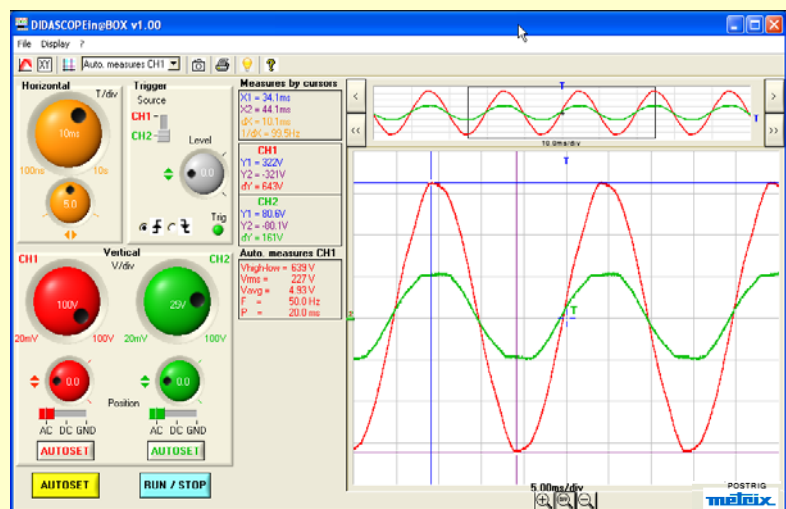 DIDASCOPEin@BOX v1.00
File Display ?
XY Auto. measures CH1
Horizontal
T/div
10ms
100ns 10s
5.0
Trigger
Source
CH1
CH2
Level
0.0
Trig
Vertical
V/div
CH1 CH2
100V
20mV 100V
20mV 100V
0.0 0.0
Position
AC DC GND
AC DC GND
AUTOSET AUTOSET
AUTOSET RUN / STOP
Measures by cursors
X1 = 34.1ms
X2 = 44.1ms
dX = 10.1ms
1/dX = 99.5Hz
CH1
Y1 = 322V
Y2 = -321V
dY = 643V
CH2
Y1 = 80.6V
Y2 = -80.1V
dY = 161V
Auto. measures CH1
Vhigh-low = 639 V
Vrms = 227 V
Vavg = 4.93 V
F = 50.0 Hz
P = 20.0 ms
< T >
<< T >>
10.0ms/div
T
T
5.00ms/div
POSTRIG
metrix